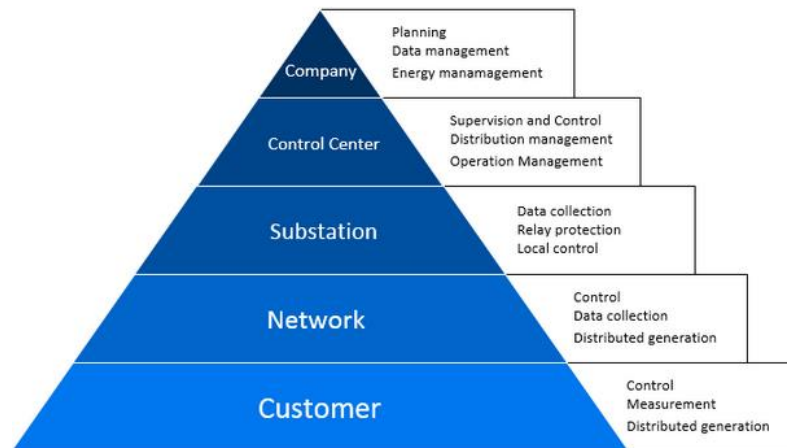 Company
Planning
Data management
Energy manamagement
Control Center
Supervision and Control
Distribution management
Operation Management
Substation
Data collection
Relay protection
Local control
Network
Control
Data collection
Distributed generation
Customer
Control
Measurement
Distributed generation